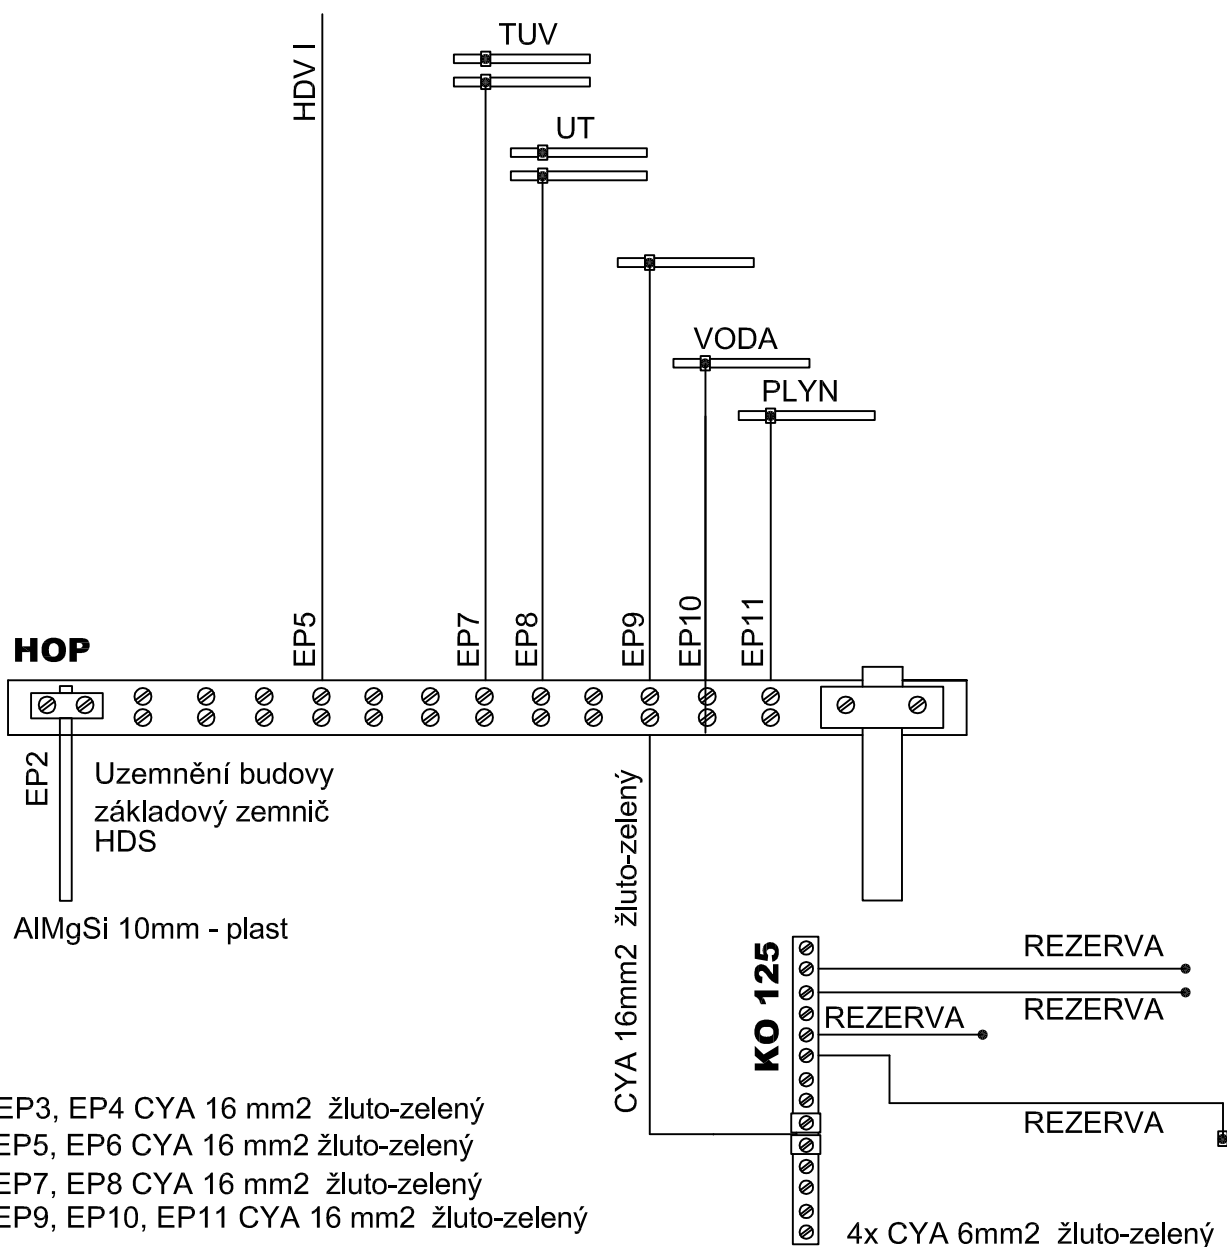 HDV I
TUV
UT
VODA
PLYN
EP5
EP7
EP8
EP9
EP10
EP11
HOP
EP2
Uzemnění budovy
základový zemnič
HDS
AlMgSi 10mm - plast
CYA 16mm2 žluto-zelený
KO 125
REZERVA
REZERVA
REZERVA
REZERVA
EP3, EP4 CYA 16 mm2 žluto-zelený
EP5, EP6 CYA 16 mm2 žluto-zelený
EP7, EP8 CYA 16 mm2 žluto-zelený
EP9, EP10, EP11 CYA 16 mm2 žluto-zelený
4x CYA 6mm2 žluto-zelený